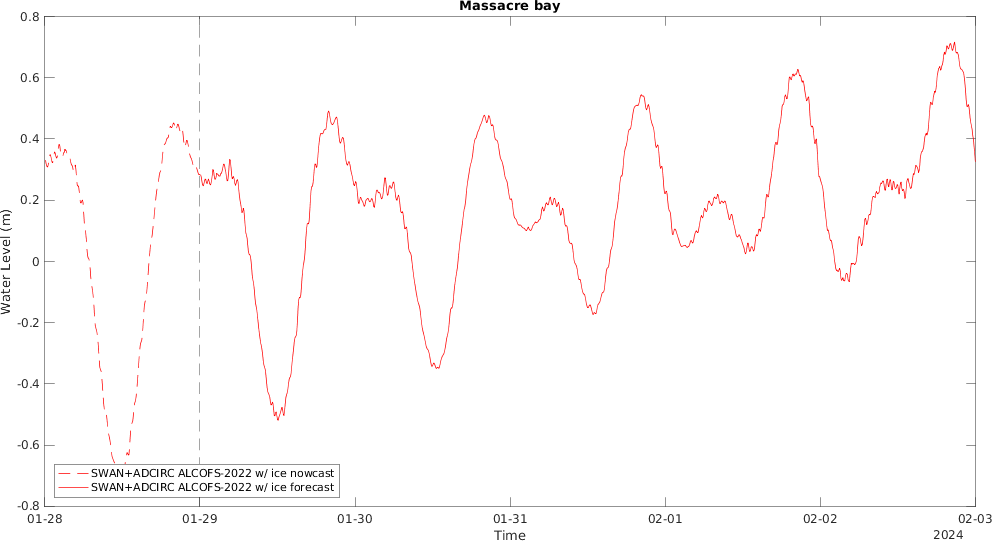 Massacre bay
0.8
0.6
0.4
0.2
0
-0.2
-0.4
-0.6
-0.8
Water Level (m)
SWAN+ADCIRC ALCOFS-2022 w/ ice nowcast
SWAN+ADCIRC ALCOFS-2022 w/ ice forecast
01-28 01-29 01-30 01-31 02-01 02-02 02-03
Time
2024